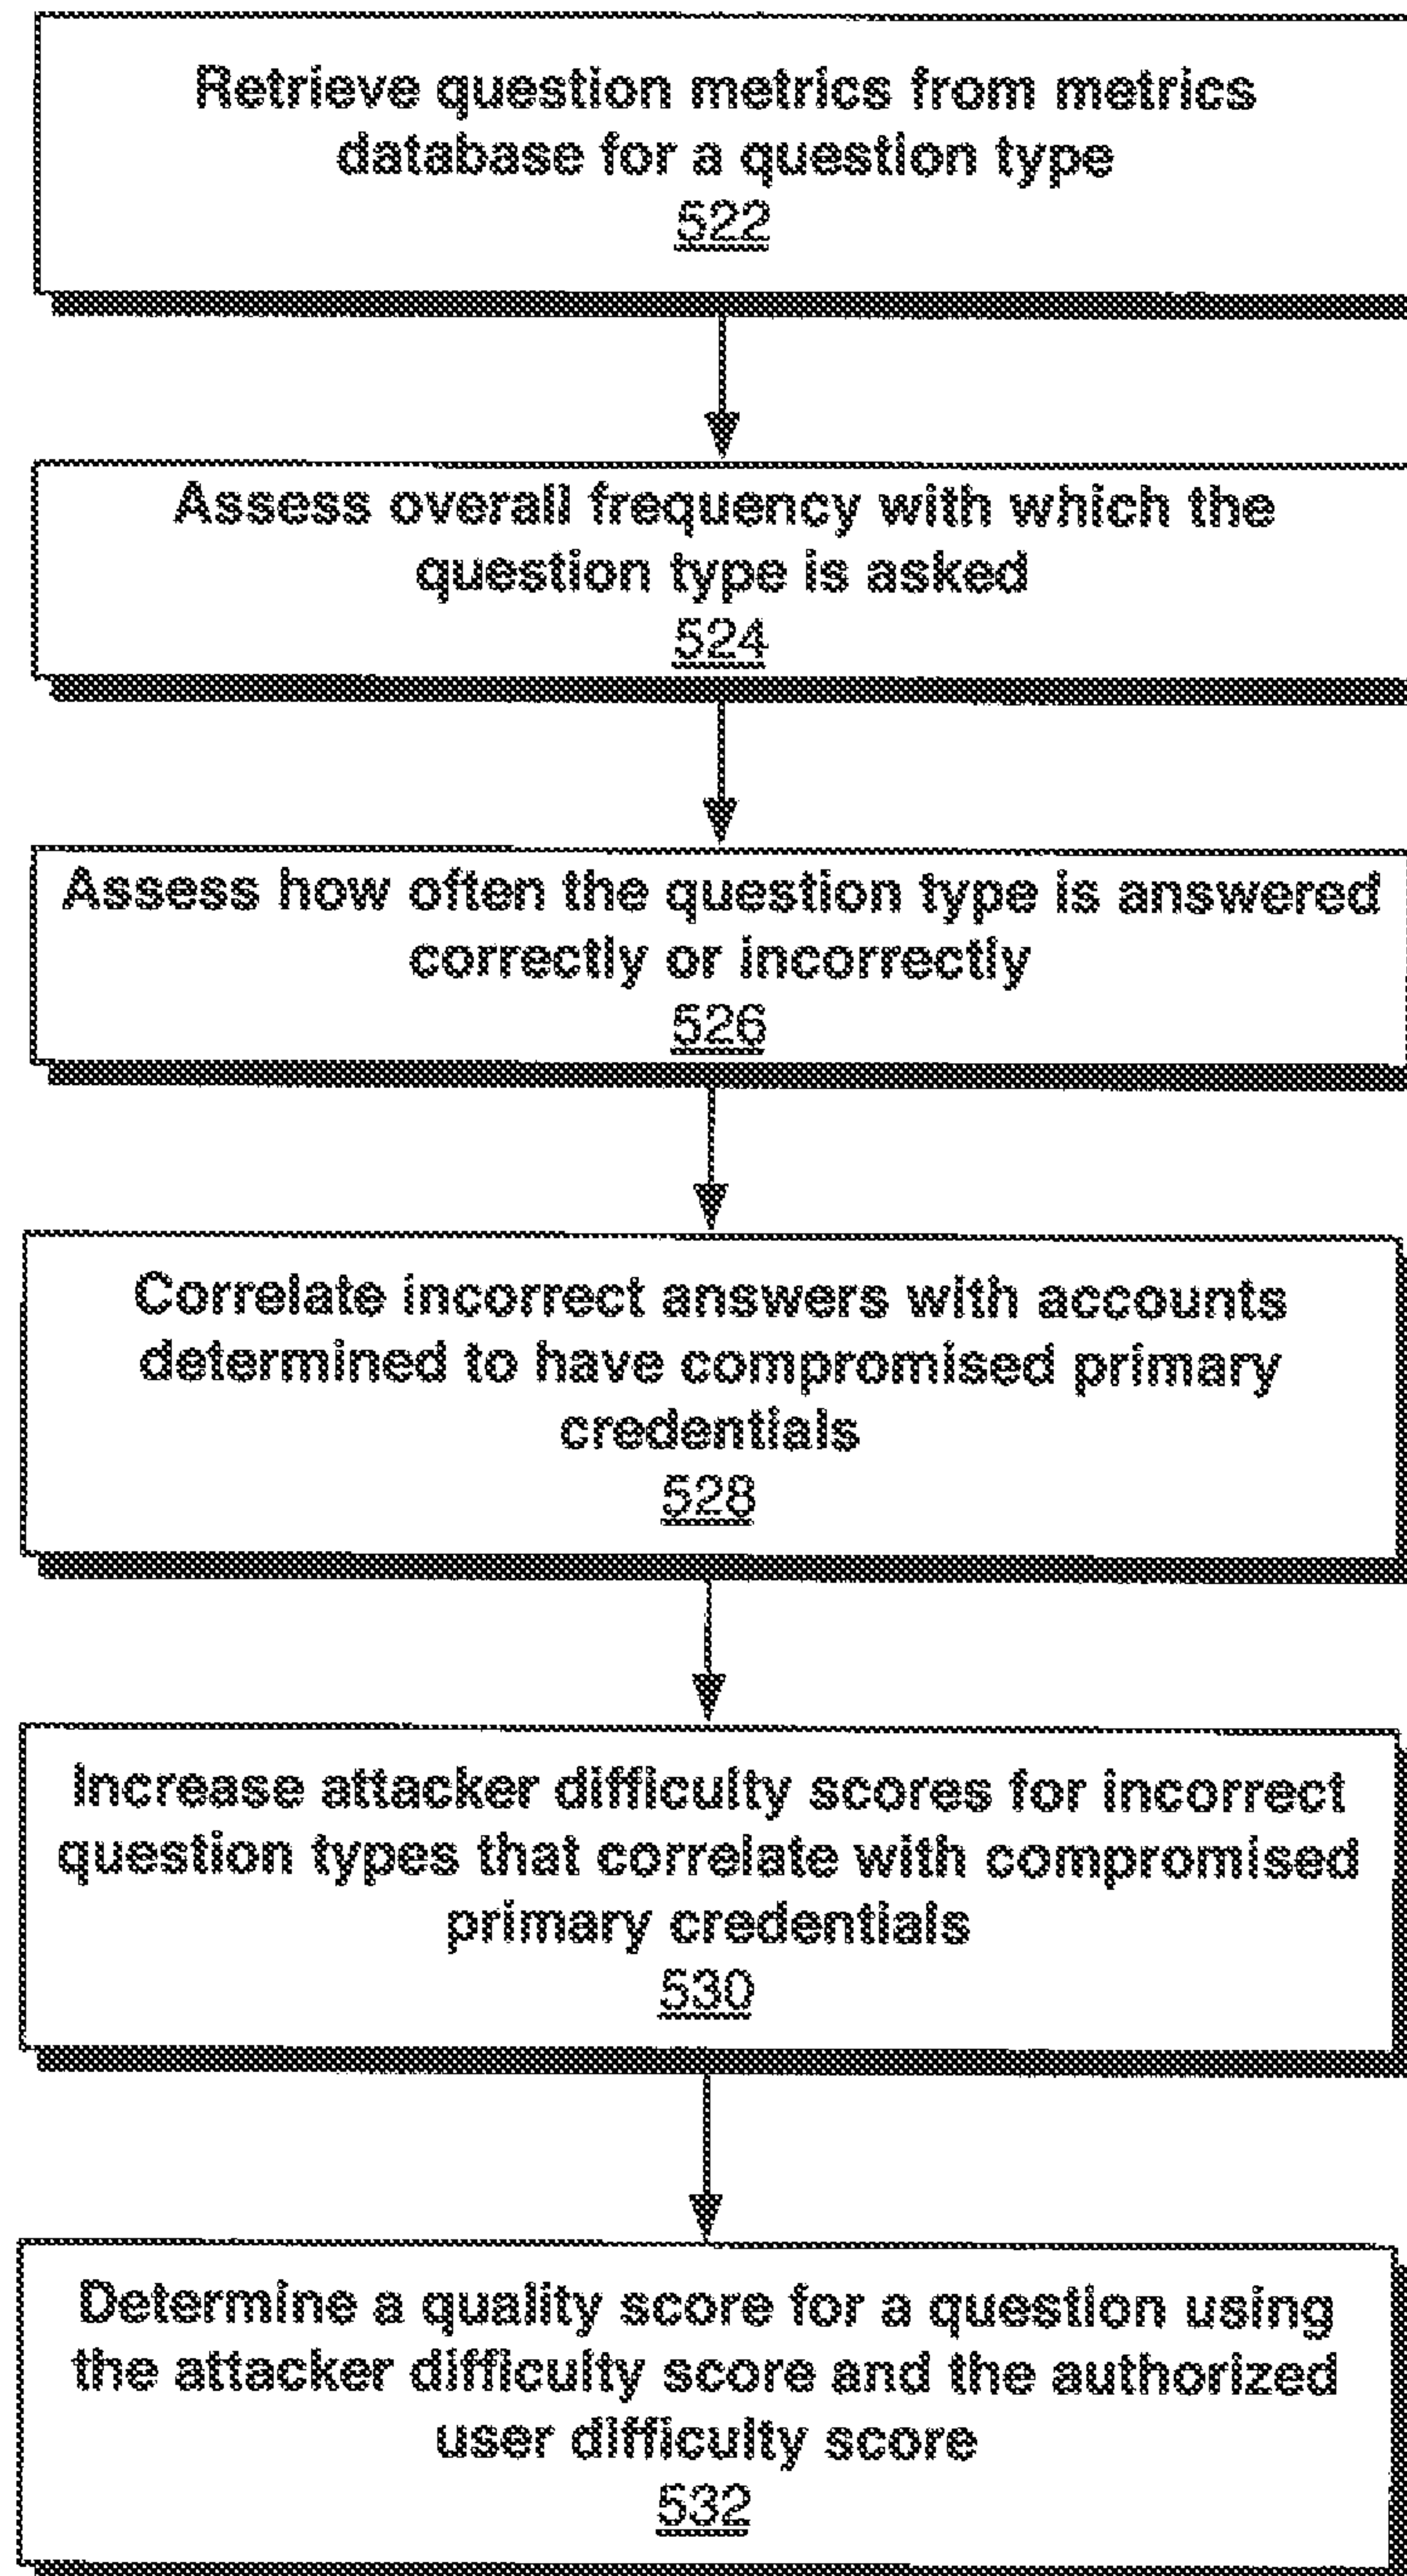 Retrieve question metrics from metrics
database for a question type
522
Assess overall frequency with which the
question type is asked
524
Assess how often the question type is answered
correctly or incorrectly
526
Correlate incorrect answers with accounts
determined to have compromised primary
credentials
528
Increase attacker difficulty scores for incorrect
question types that correlate with compromised
primary credentials
530
Determine a quality score for a question using
the attacker difficulty score and the authorized
user difficulty score
532